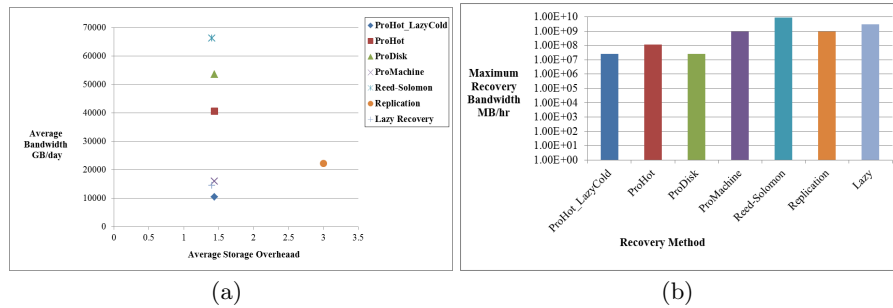 70000
60000
50000
40000
30000
20000
10000
0
Average
Bandwidth
GB/day
0 0.5 1 1.5 2 2.5 3 3.5
Average Storage Overheaad
ProHot_LazyCold
ProHot
ProDisk
ProMachine
Reed-Solomon
Replication
Lazy Recovery
(a)
1.00E+10
1.00E+09
1.00E+08
1.00E+07
1.00E+06
1.00E+05
1.00E+04
1.00E+03
1.00E+02
1.00E+01
1.00E+00
Maximum
Recovery
Bandwidth
MB/hr
ProHot_LazyCold
ProHot
ProDisk
ProMachine
Reed-Solomon
Replication
Lazy
Recovery Method
(b)